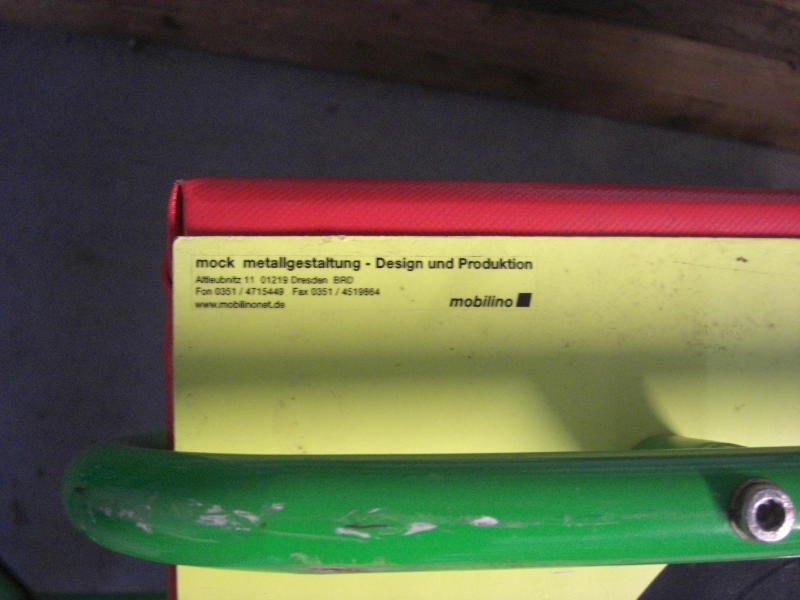 mock metallgestaltung - Design und Produktion
Altleubnitz 11 01219 Dresden BRD
Fon 0351 / 4715449 Fax 0351 / 4519864
www.mobilinonet.de
mobilino